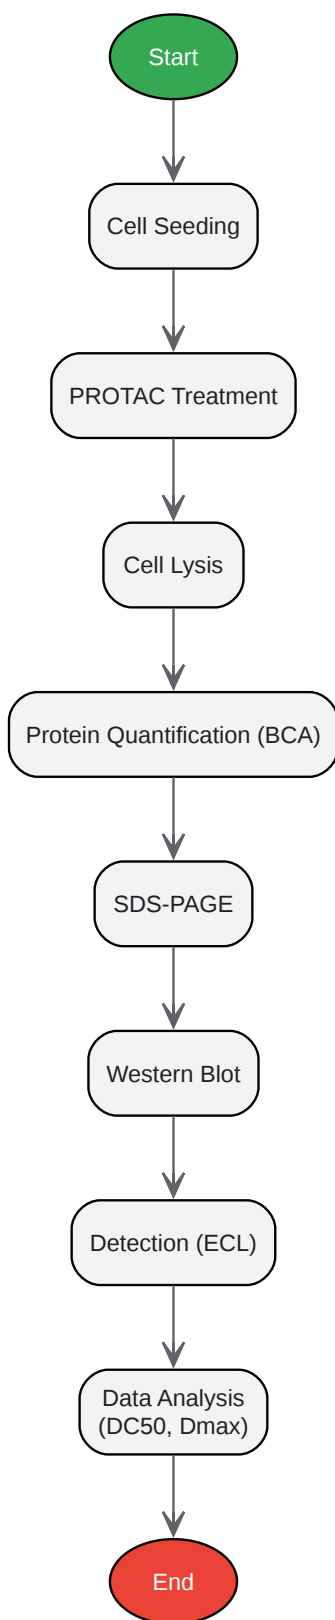 Start
Cell Seeding
PROTAC Treatment
Cell Lysis
Protein Quantification (BCA)
SDS-PAGE
Western Blot
Detection (ECL)
Data Analysis
(DC50, Dmax)
End